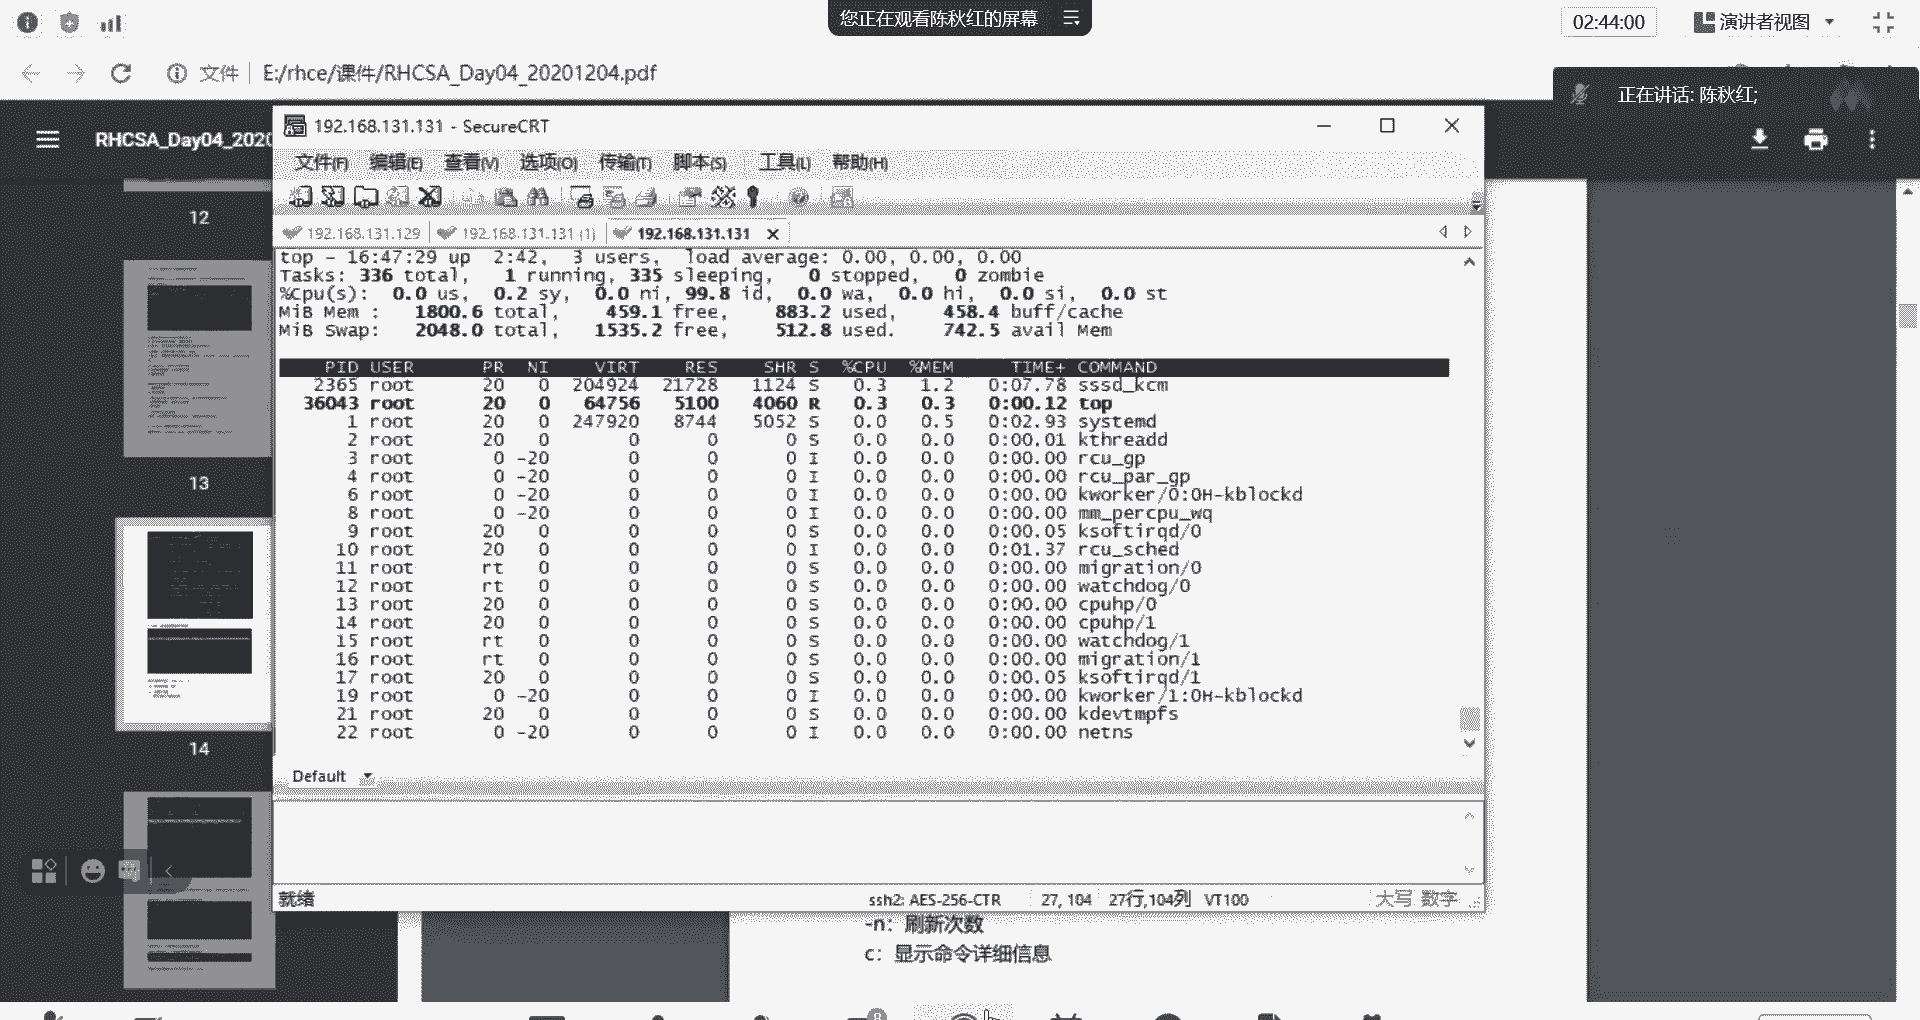 您正在观看陈秋红的屏幕
02:44:00
演讲者视图
文件 E:/rhce/课件/RHCSA_Day04_20201204.pdf
正在讲话: 陈秋红;
RHCSA_Day04_202
192.168.131.131 - SecureCRT
文件(F) 编辑(E) 查看(V) 选项(O) 传输(T) 脚本(S) 工具(L) 帮助(H)
192.168.131.129 192.168.131.131 (1) 192.168.131.131
top - 16:47:29 up 2:42, 3 users, load average: 0.00, 0.00, 0.00
Tasks: 336 total, 1 running, 335 sleeping, 0 stopped, 0 zombie
%Cpu(s): 0.0 us, 0.2 sy, 0.0 ni, 99.8 id, 0.0 wa, 0.0 hi, 0.0 si, 0.0 st
MiB Mem : 1800.6 total, 459.1 free, 883.2 used, 458.4 buff/cache
MiB Swap: 2048.0 total, 1535.2 free, 512.8 used. 742.5 avail Mem
PID USER PR NI VIRT RES SHR S %CPU %MEM TIME+ COMMAND
2365 root 20 0 204924 21728 1124 S 0.3 1.2 0:07.78 sssd_kcm
36043 root 20 0 64756 5100 4060 R 0.3 0.3 0:00.12 top
1 root 20 0 247920 8744 5052 S 0.0 0.5 0:02.93 systemd
2 root 20 0 0 0 0 S 0.0 0.0 0:00.01 kthreadd
3 root 0 -20 0 0 0 I 0.0 0.0 0:00.00 rcu_gp
4 root 0 -20 0 0 0 I 0.0 0.0 0:00.00 rcu_par_gp
6 root 0 -20 0 0 0 I 0.0 0.0 0:00.00 kworker/0:0H-kblockd
8 root 0 -20 0 0 0 I 0.0 0.0 0:00.00 mm_percpu_wq
9 root 20 0 0 0 0 S 0.0 0.0 0:00.05 ksoftirqd/0
10 root 20 0 0 0 0 I 0.0 0.0 0:01.37 rcu_sched
11 root rt 0 0 0 0 S 0.0 0.0 0:00.00 migration/0
12 root rt 0 0 0 0 S 0.0 0.0 0:00.00 watchdog/0
13 root 20 0 0 0 0 S 0.0 0.0 0:00.00 cpuhp/0
14 root 20 0 0 0 0 S 0.0 0.0 0:00.00 cpuhp/1
15 root rt 0 0 0 0 S 0.0 0.0 0:00.00 watchdog/1
16 root rt 0 0 0 0 S 0.0 0.0 0:00.00 migration/1
17 root 20 0 0 0 0 S 0.0 0.0 0:00.05 ksoftirqd/1
19 root 0 -20 0 0 0 I 0.0 0.0 0:00.00 kworker/1:0H-kblockd
21 root 20 0 0 0 0 S 0.0 0.0 0:00.00 kdevtmpfs
22 root 0 -20 0 0 0 I 0.0 0.0 0:00.00 netns
Default
就绪 ssh2: AES-256-CTR 27, 104 27行,104列 VT100 大写 数字
-n: 刷新次数
c: 显示命令详细信息
12
13
14
8